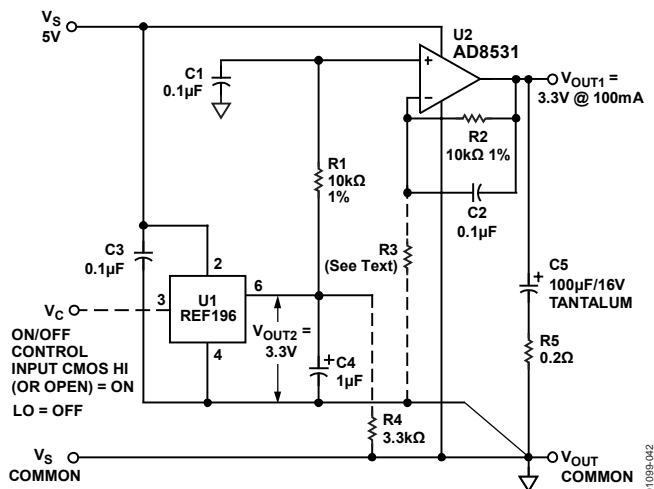 VS
5V
C1
0.1µF
U2
AD8531
+
−
VOUT1 =
3.3V @ 100mA
R2
10kΩ 1%
R1
10kΩ
1%
C2
0.1µF
C3
0.1µF
R3
(See Text)
C5
100µF/16V
TANTALUM
+
2
VC
3
U1
REF196
6
4
VOUT2 =
3.3V
ON/OFF
CONTROL
INPUT CMOS HI
(OR OPEN) = ON
LO = OFF
+
C4
1µF
R5
0.2Ω
R4
3.3kΩ
VS
COMMON
VOUT
COMMON